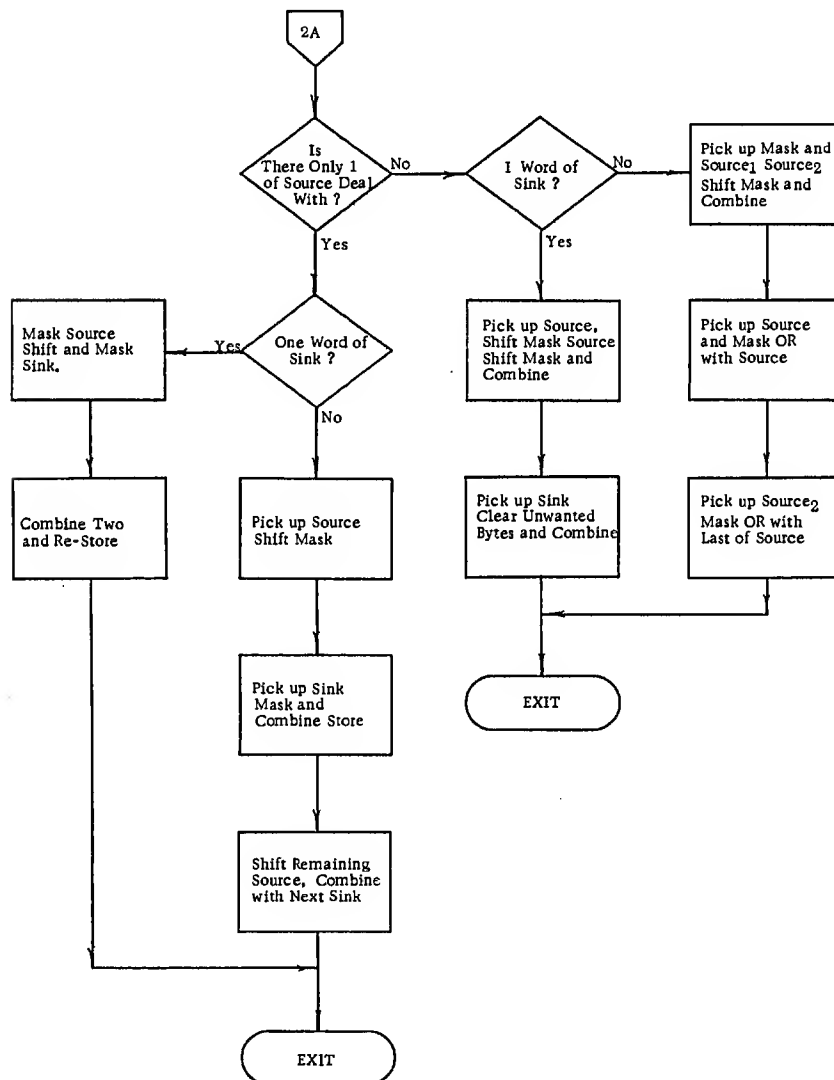 2A
Is
There Only 1
of Source Deal
With ?
No
I Word of
Sink ?
No
Pick up Mask and
Source1 Source2
Shift Mask and
Combine
Yes
Yes
Mask Source
Shift and Mask
Sink.
Yes
One Word of
Sink ?
Pick up Source,
Shift Mask Source
Shift Mask and
Combine
Pick up Source
and Mask OR
with Source
No
Combine Two
and Re-Store
Pick up Source
Shift Mask
Pick up Sink
Clear Unwanted
Bytes and Combine
Pick up Source2
Mask OR with
Last of Source
Pick up Sink
Mask and
Combine Store
EXIT
Shift Remaining
Source, Combine
with Next Sink
EXIT